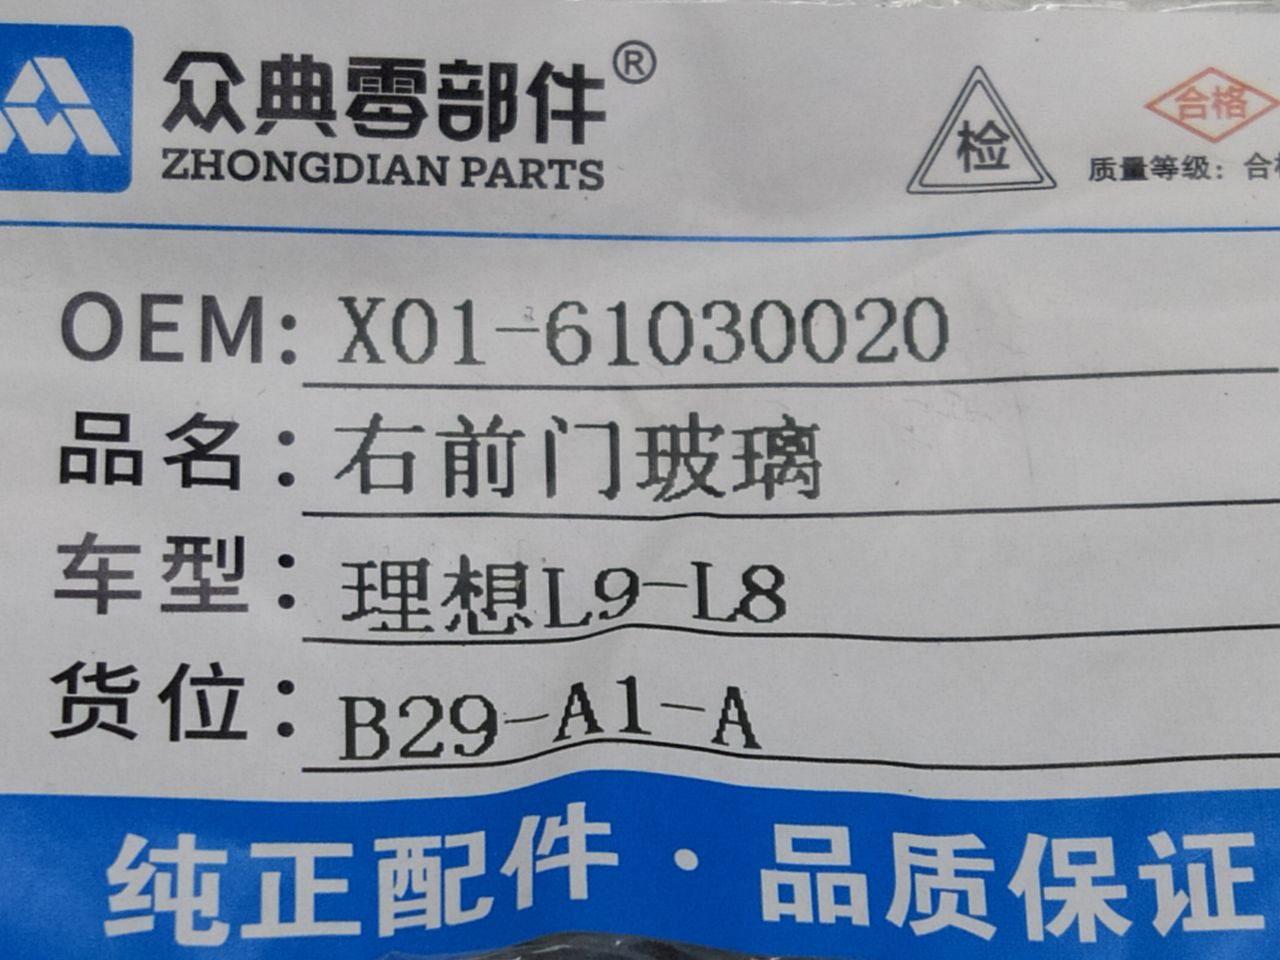 众典零部件®
ZHONGDIAN PARTS
检
合格
质量等级：合格
OEM：X01-61030020
品名：右前门玻璃
车型：理想L9-L8
货位：B29-A1-A
纯正配件·品质保证